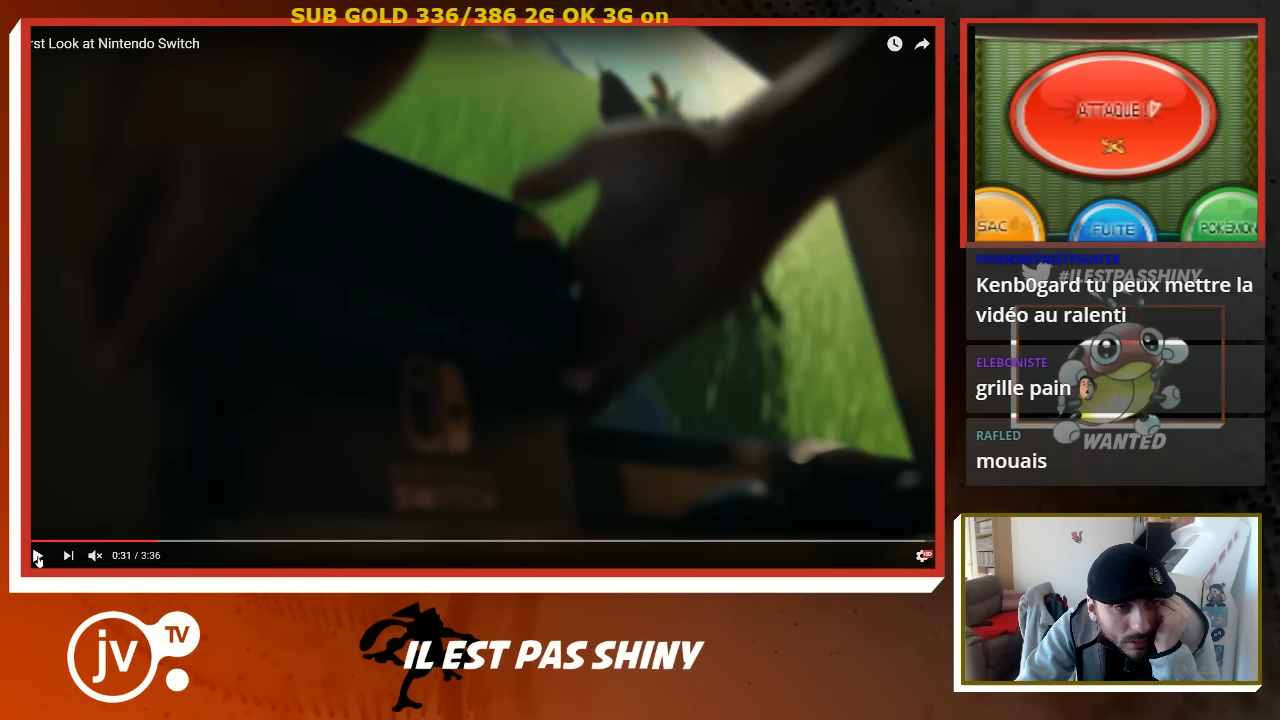 SUB GOLD 336/386 2G OK 3G on
rst Look at Nintendo Switch
0:31 / 3:36
HD
ATTAQUE !
SAC
FUITE
POKÉMON
#ILESTPASSHINY
Kenb0gard tu peux mettre la
vidéo au ralenti
ELEBONISTE
grille pain
RAFLED
WANTED
mouais
jv TV
IL EST PAS SHINY